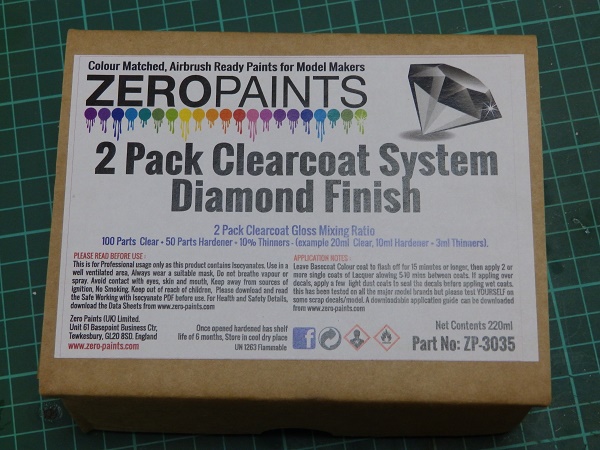 Colour Matched, Airbrush Ready Paints for Model Makers
ZEROPAINTS
2 Pack Clearcoat System
Diamond Finish
2 Pack Clearcoat Gloss Mixing Ratio
100 Parts Clear + 50 Parts Hardener + 10% Thinners - (example 20ml Clear, 10ml Hardener + 3ml Thinners).
PLEASE READ BEFORE USE :
This is for Professional usage only as this product contains Isocyanates. Use in a
well ventilated area, Always wear a suitable mask, Do not breathe vapour or
spray. Avoid contact with eyes, skin and mouth, Keep away from sources of
ignition, No Smoking. Keep out of reach of children, Please download and read
the Safe Working with Isocyanate PDF before use. For Health and Safety Details,
download the Data Sheets from www.zero-paints.com
APPLICATION NOTES :
Leave Basecoat Colour coat to flash off for 15 minutes or longer, then apply 2 or
more single coats of Lacquer allowing 5-10 mins between coats. If applying over
decals, apply a few light dust coats to seal the decals before appling wet coats.
this has been tested ok on all the major model brands but please test YOURSELF on
some scrap decals/model. A downloadable application guide can be downloaded
from www.zero-paints.com
Zero Paints (UK) Limited.
Unit 61 Basepoint Business Ctr,
Tewkesbury, GL20 8SD. England
www.zero-paints.com
Once opened hardened has shelf
life of 6 months, Store in cool dry place
UN 1263 Flammable
f
Net Contents 220ml
Part No: ZP-3035